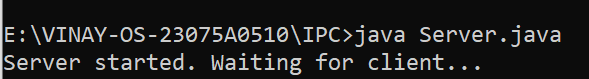 E:\VINAY-OS-23075A0510\IPC>java Server.java
Server started. Waiting for client...